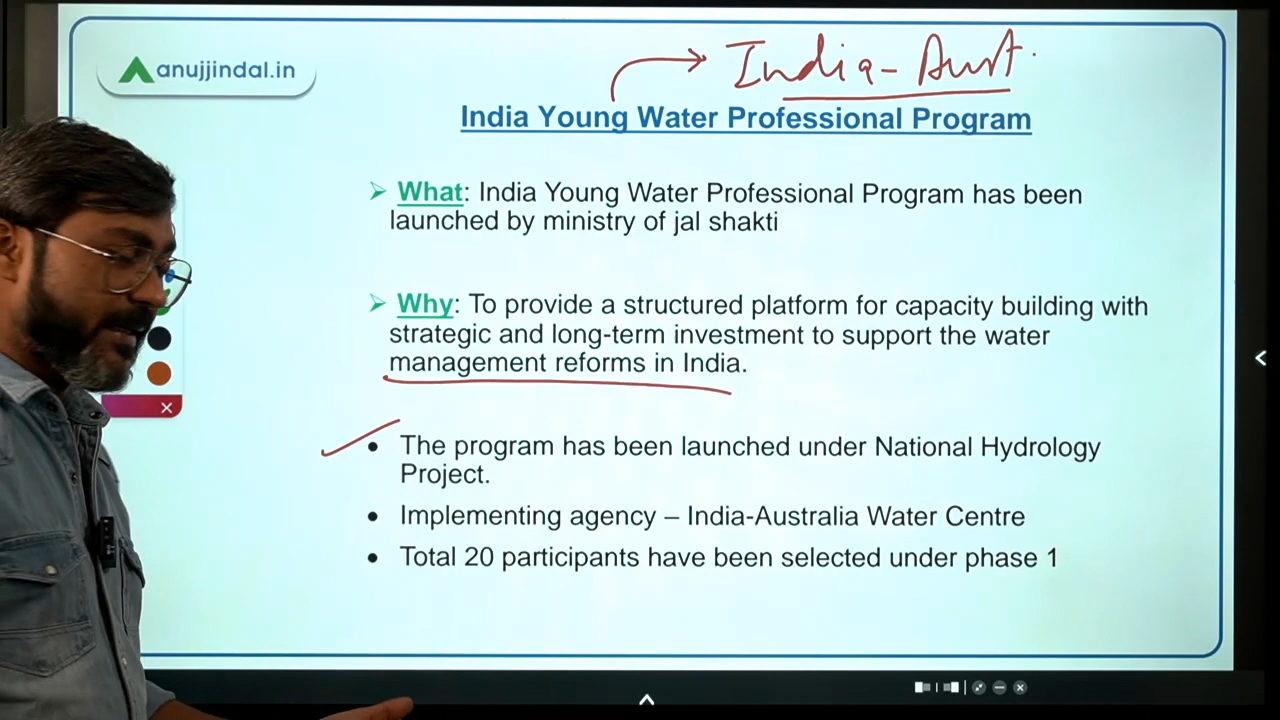 anujjindal.in
India - Aust.
India Young Water Professional Program
➢ What: India Young Water Professional Program has been
launched by ministry of jal shakti
➢ Why: To provide a structured platform for capacity building with
strategic and long-term investment to support the water
management reforms in India.
• The program has been launched under National Hydrology
Project.
• Implementing agency – India-Australia Water Centre
• Total 20 participants have been selected under phase 1